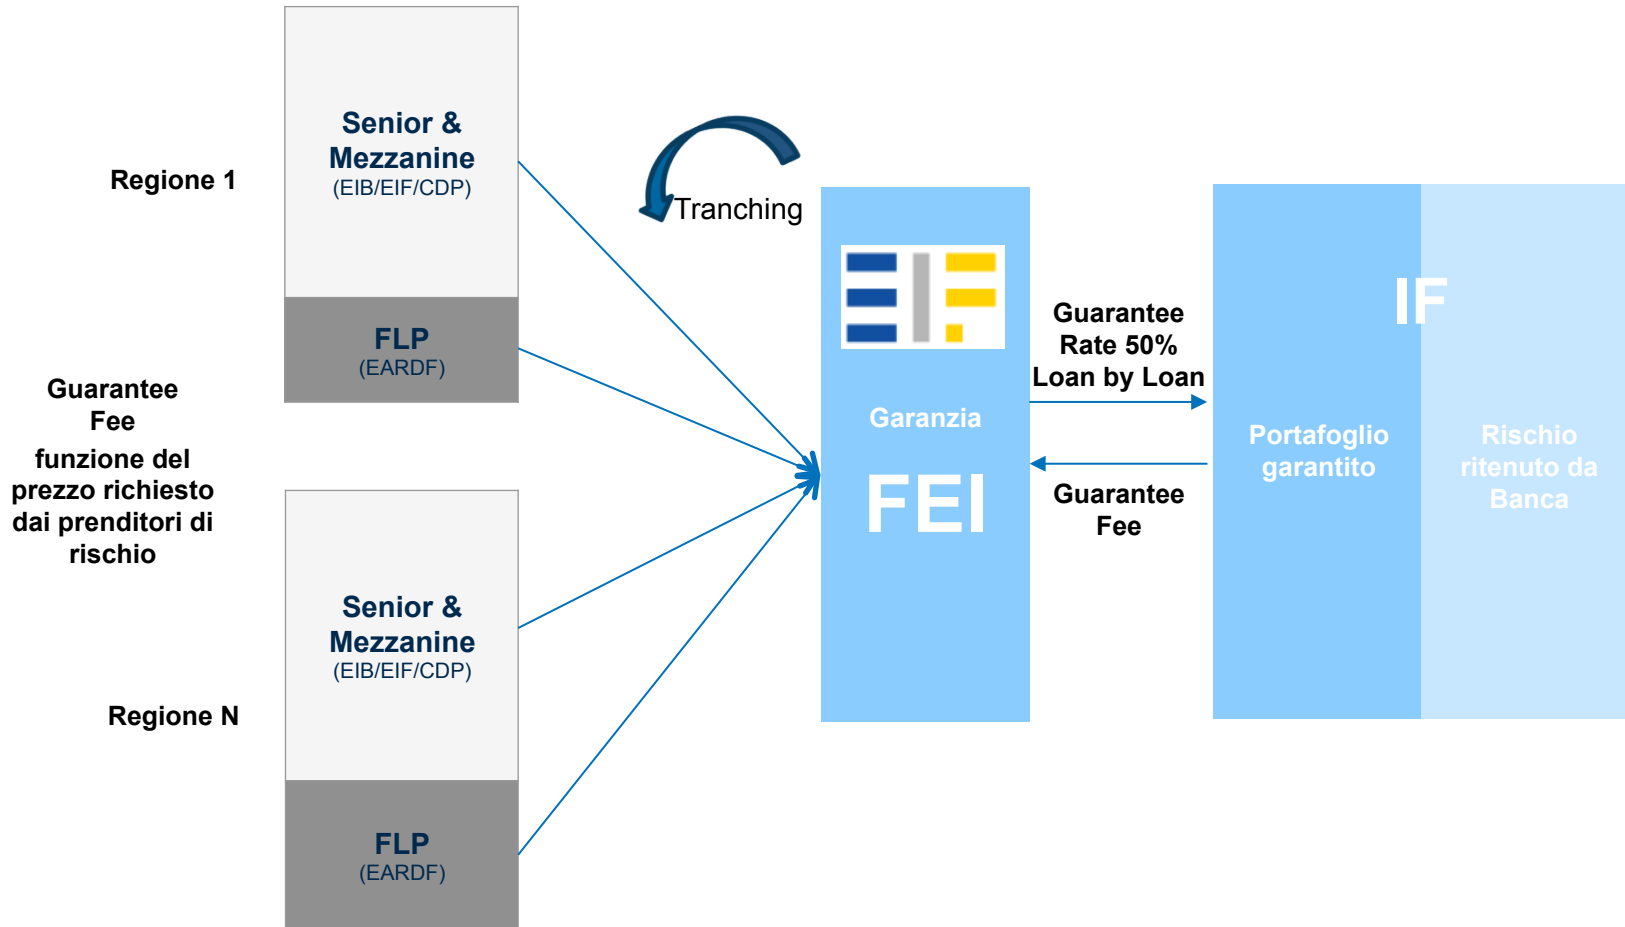 Regione 1
Senior &
Mezzanine
(EIB/EIF/CDP)
FLP
(EARDF)
Guarantee
Fee
funzione del
prezzo richiesto
dai prenditori di
rischio
Senior &
Mezzanine
(EIB/EIF/CDP)
Regione N
FLP
(EARDF)
Tranching
EIF
Garanzia
FEI
Guarantee
Rate 50%
Loan by Loan
Guarantee
Fee
IF
Portafoglio
garantito
Rischio
ritenuto da
Banca